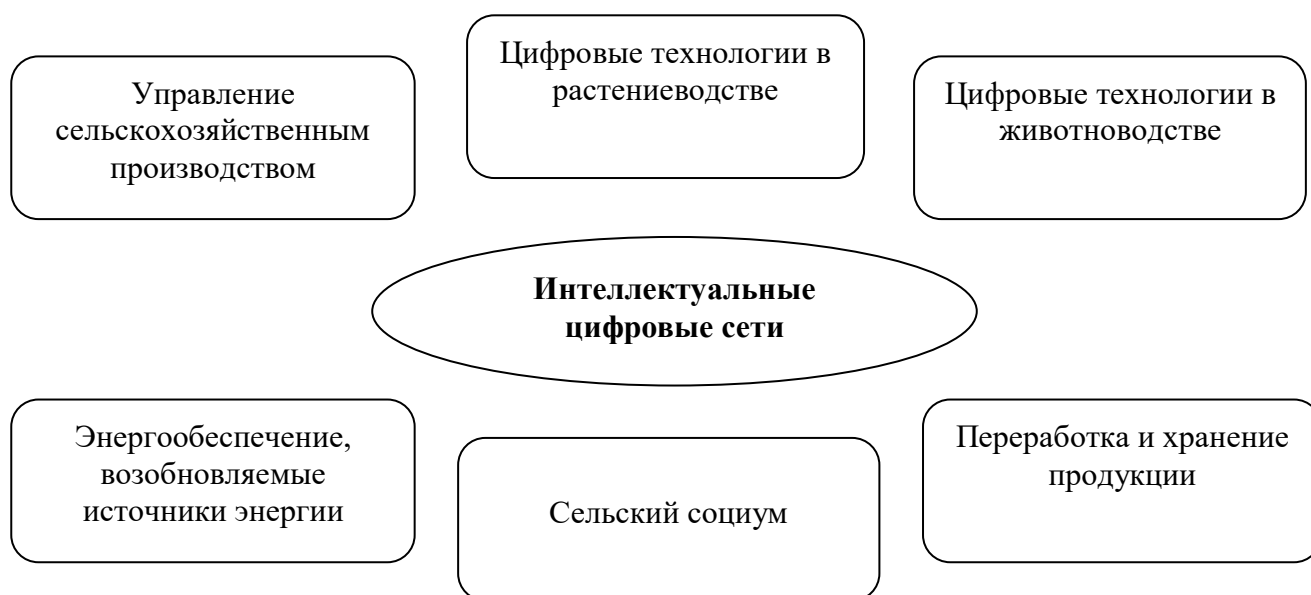 Управление
сельскохозяйственным
производством
Цифровые технологии в
растениеводстве
Цифровые технологии в
животноводстве
Интеллектуальные
цифровые сети
Энергообеспечение,
возобновляемые
источники энергии
Сельский социум
Переработка и хранение
продукции